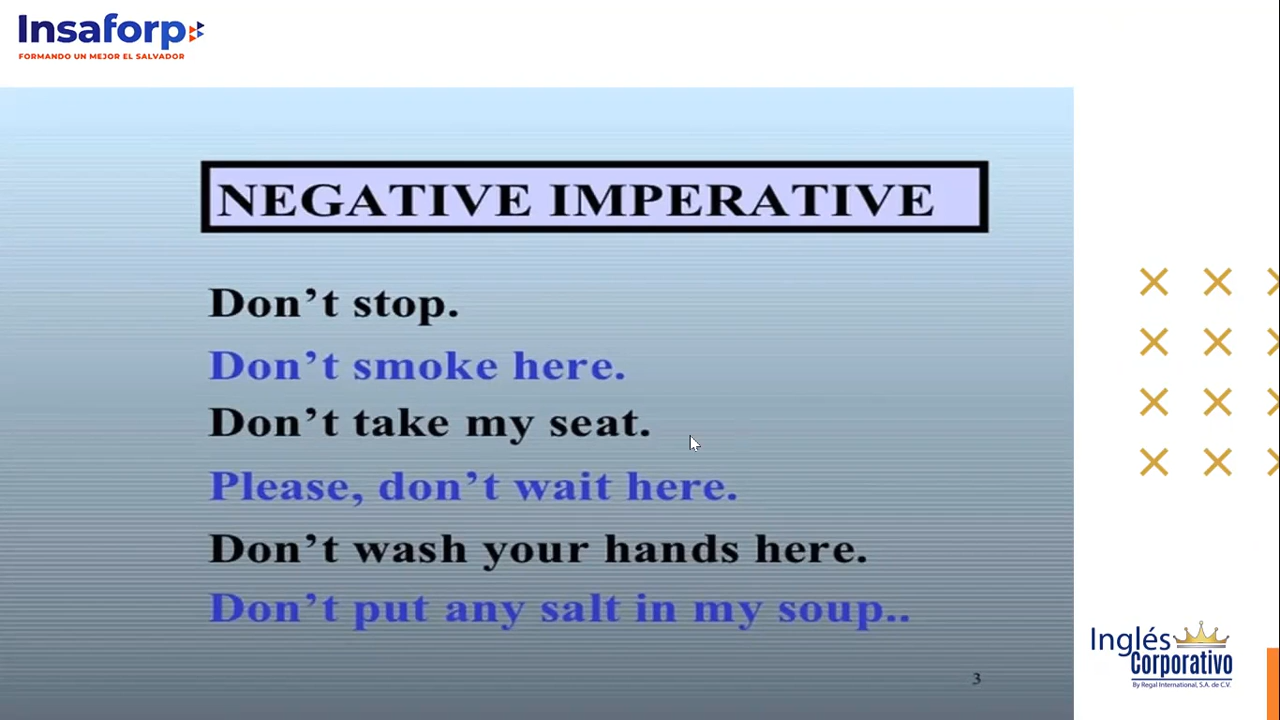 Insaforp
FORMANDO UN MEJOR EL SALVADOR
NEGATIVE IMPERATIVE
Don’t stop.
Don’t smoke here.
Don’t take my seat.
Please, don’t wait here.
Don’t wash your hands here.
Don’t put any salt in my soup..
3
Inglés
Corporativo
By Regal International, S.A. de C.V.